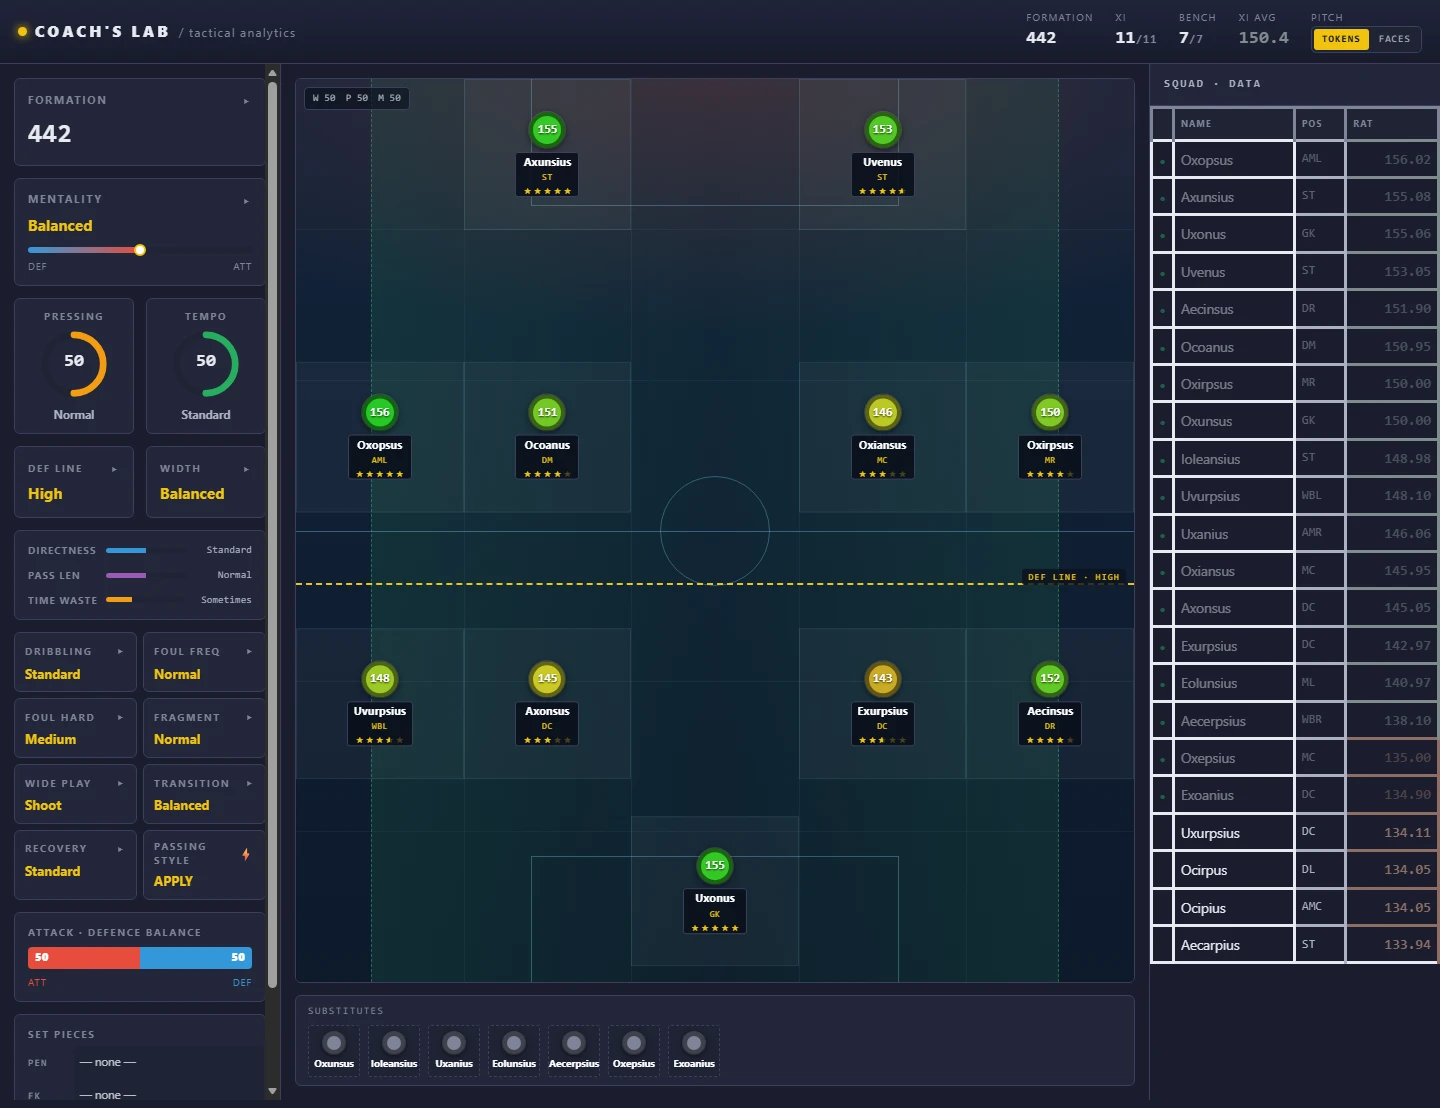 COACH'S LAB / tactical analytics
FORMATION XI BENCH XI AVG PITCH
442 11/11 7/7 150.4 TOKENS FACES
FORMATION ▸
442
MENTALITY ▸
Balanced
DEF ATT
PRESSING TEMPO
50 50
Normal Standard
DEF LINE ▸ WIDTH ▸
High Balanced
DIRECTNESS Standard
PASS LEN Normal
TIME WASTE Sometimes
DRIBBLING ▸ FOUL FREQ ▸
Standard Normal
FOUL HARD ▸ FRAGMENT ▸
Medium Normal
WIDE PLAY ▸ TRANSITION ▸
Shoot Balanced
RECOVERY ▸ PASSING STYLE
Standard APPLY
ATTACK · DEFENCE BALANCE
50 50
ATT DEF
SET PIECES
PEN — none —
FK — none —
W 50 P 50 M 50
155 153
Axunsius Uvenus
ST ST
156 151 146 150
Oxopsus Ocoanus Oxiansus Oxirpsus
AML DM MC MR
DEF LINE · HIGH
148 145 143 152
Uvurpsius Axonsus Exurpsius Aecinsus
WBL DC DC DR
155
Uxonus
GK
SUBSTITUTES
Oxunsus Ioleansius Uxanius Eolunsius Aecerpsius Oxepsius Exoanius
SQUAD · DATA
NAME POS RAT
Oxopsus AML 156.02
Axunsius ST 155.08
Uxonus GK 155.06
Uvenus ST 153.05
Aecinsus DR 151.90
Ocoanus DM 150.95
Oxirpsus MR 150.00
Oxunsus GK 150.00
Ioleansius ST 148.98
Uvurpsius WBL 148.10
Uxanius AMR 146.06
Oxiansus MC 145.95
Axonsus DC 145.05
Exurpsius DC 142.97
Eolunsius ML 140.97
Aecerpsius WBR 138.10
Oxepsius MC 135.00
Exoanius DC 134.90
Uxurpsius DC 134.11
Ocirpus DL 134.05
Ocipius AMC 134.05
Aecarpius ST 133.94